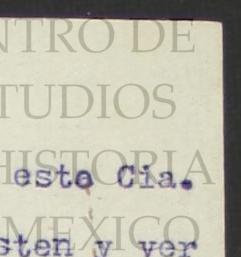 NTRO DE
TUDIOS
HISTORIA
esta Cia.
MEXICO
sten y ver